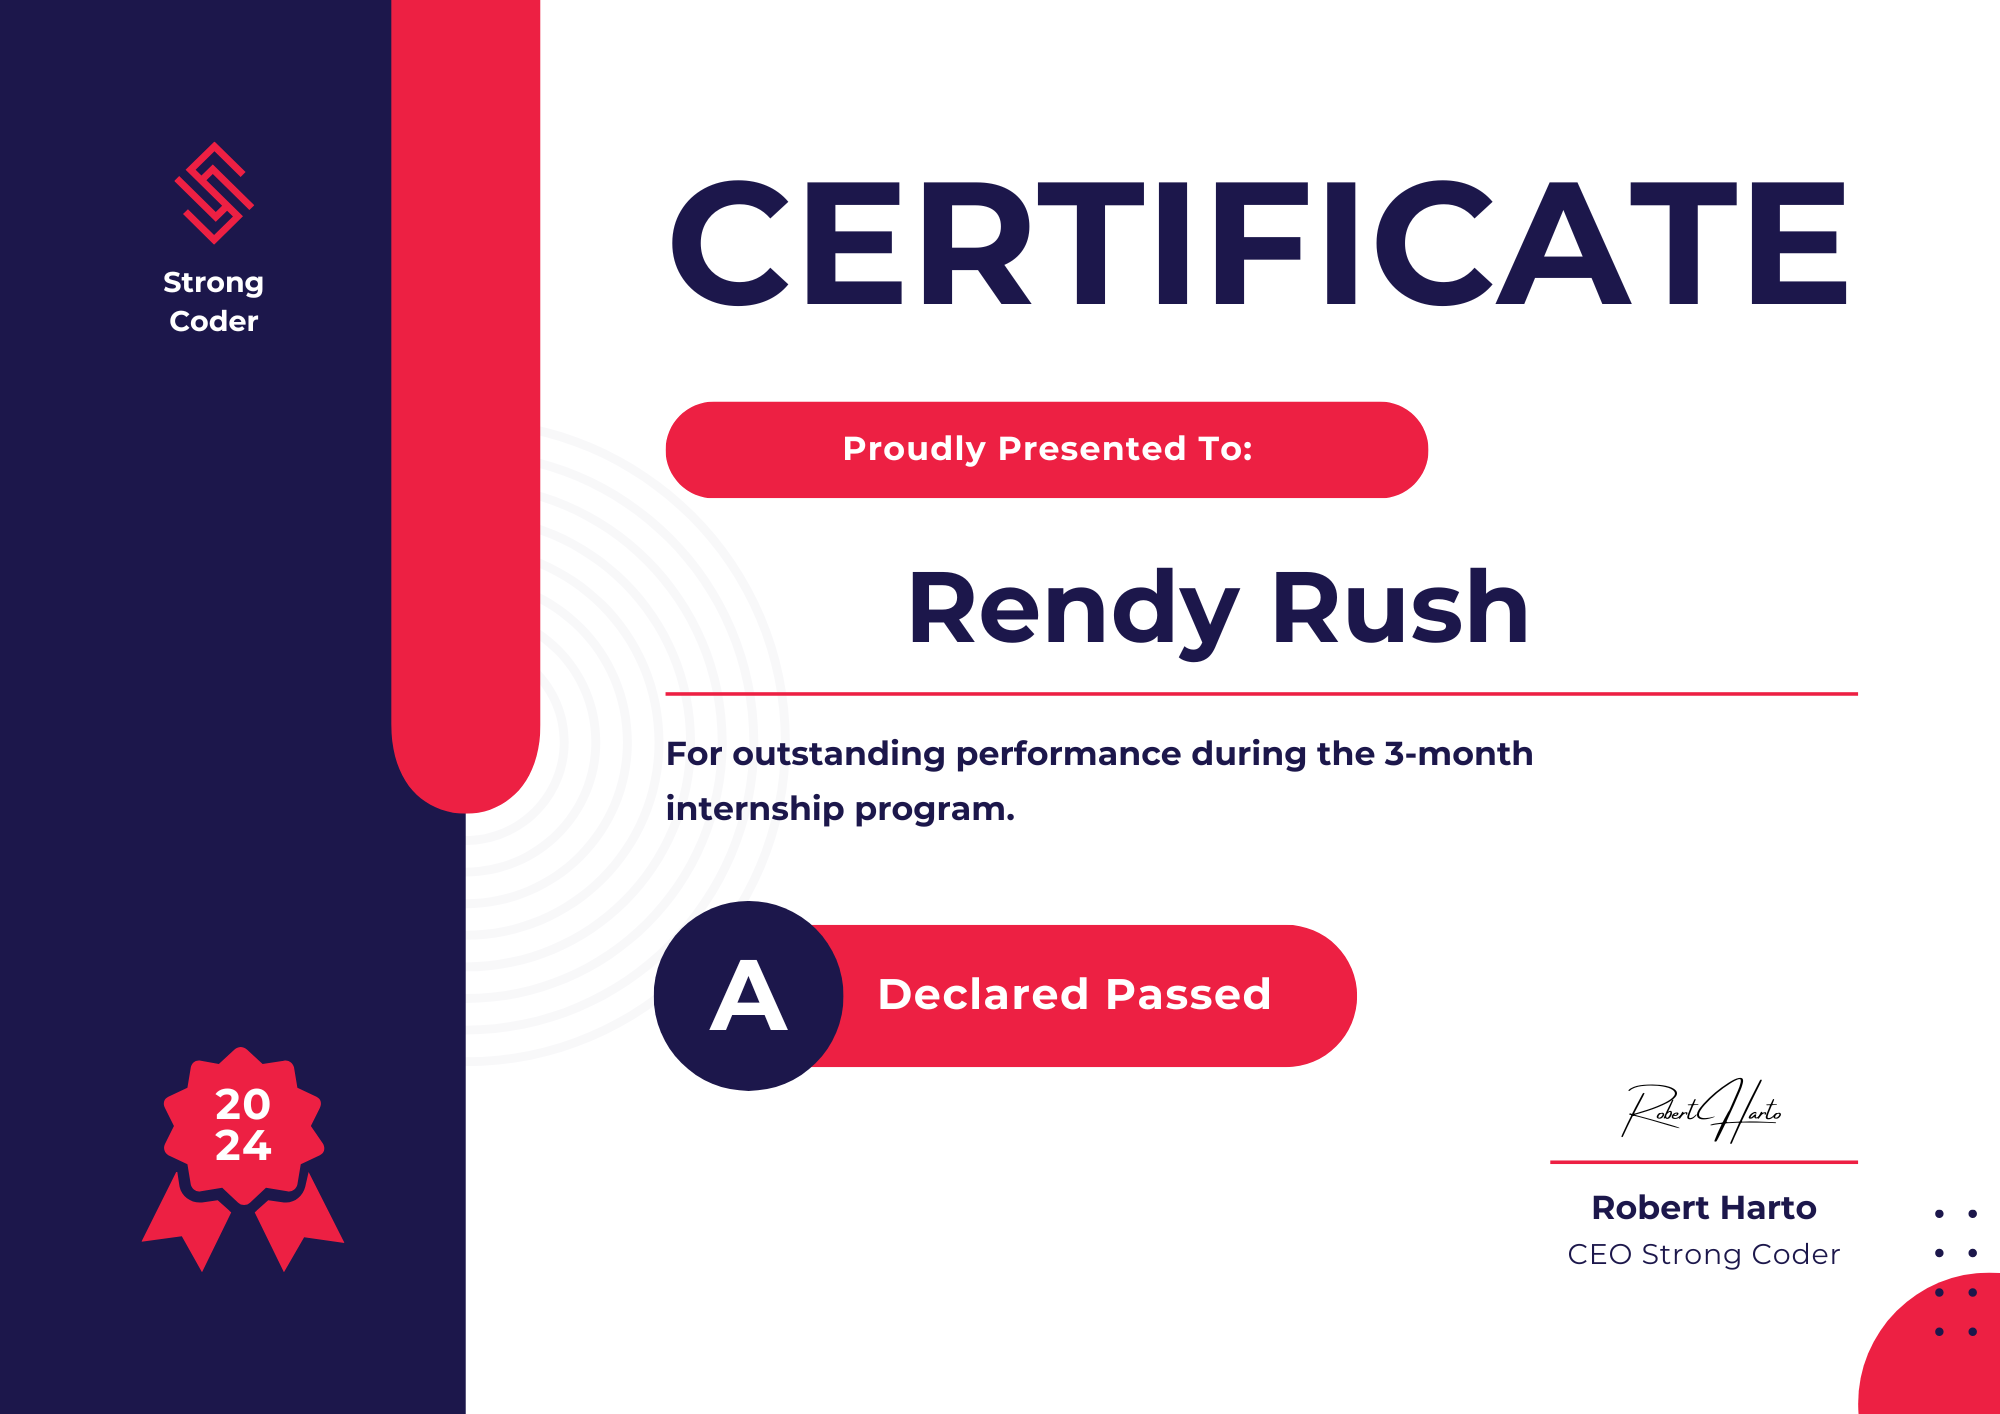 Strong
Coder
CERTIFICATE
Proudly Presented To:
Rendy Rush
For outstanding performance during the 3-month
internship program.
A
Declared Passed
20
24
Robert Harto
Robert Harto
CEO Strong Coder